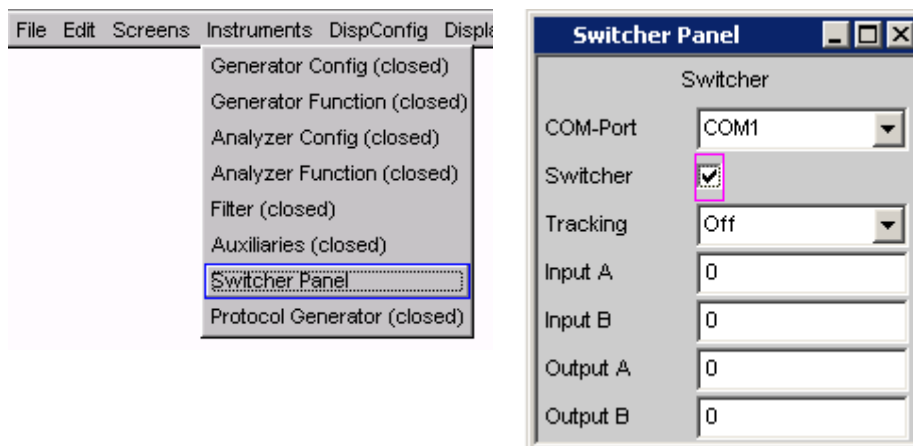 File Edit Screens Instruments DispConfig Displa
Generator Config (closed)
Generator Function (closed)
Analyzer Config (closed)
Analyzer Function (closed)
Filter (closed)
Auxiliaries (closed)
Switcher Panel
Protocol Generator (closed)
Switcher Panel
Switcher
COM-Port COM1
Switcher
Tracking Off
Input A 0
Input B 0
Output A 0
Output B 0